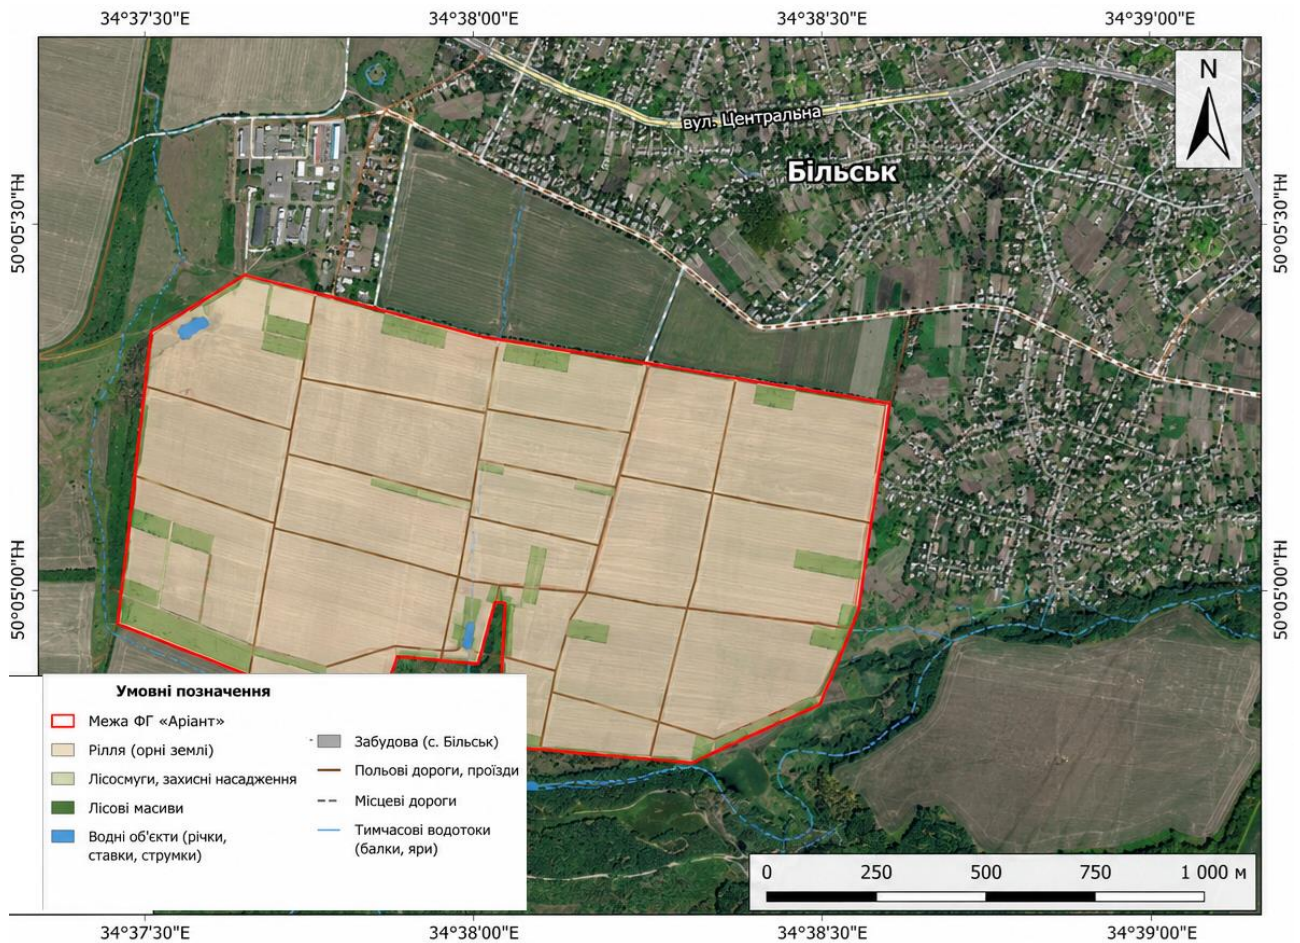 34°37'30"E 34°38'00"E 34°38'30"E 34°39'00"E
N
вул. Центральна
Більськ
50°05'30"
50°05'30"
50°05'00"
50°05'00"
Умовні позначення
Межа ФГ «Аріант»
Рілля (орні землі)
Лісосмуги, захисні насадження
Лісові масиви
Водні об'єкти (річки,
ставки, струмки)
Забудова (с. Більськ)
Польові дороги, проїзди
Місцеві дороги
Тимчасові водотоки
(балки, яри)
0 250 500 750 1 000 м
34°37'30"E 34°38'00"E 34°38'30"E 34°39'00"E